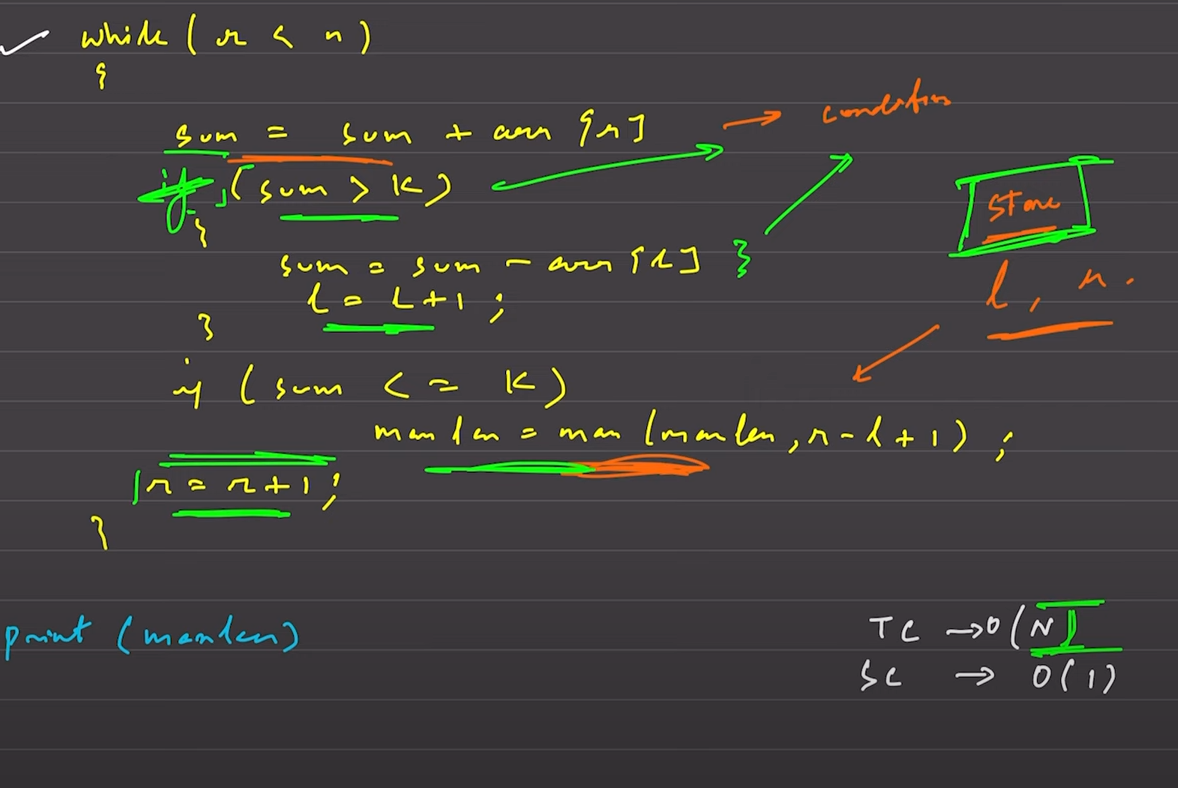 while ( r < n )
{
sum = sum + arr [r]
→ condition
if (sum > K)
{
store
sum = sum - arr [l] }
l = l + 1 ;
l, r.
}
if (sum <= K)
maxlen = max (maxlen, r - l + 1) ;
r = r + 1 ;
}
print (maxlen)
TC → O(N)
SC → O(1)